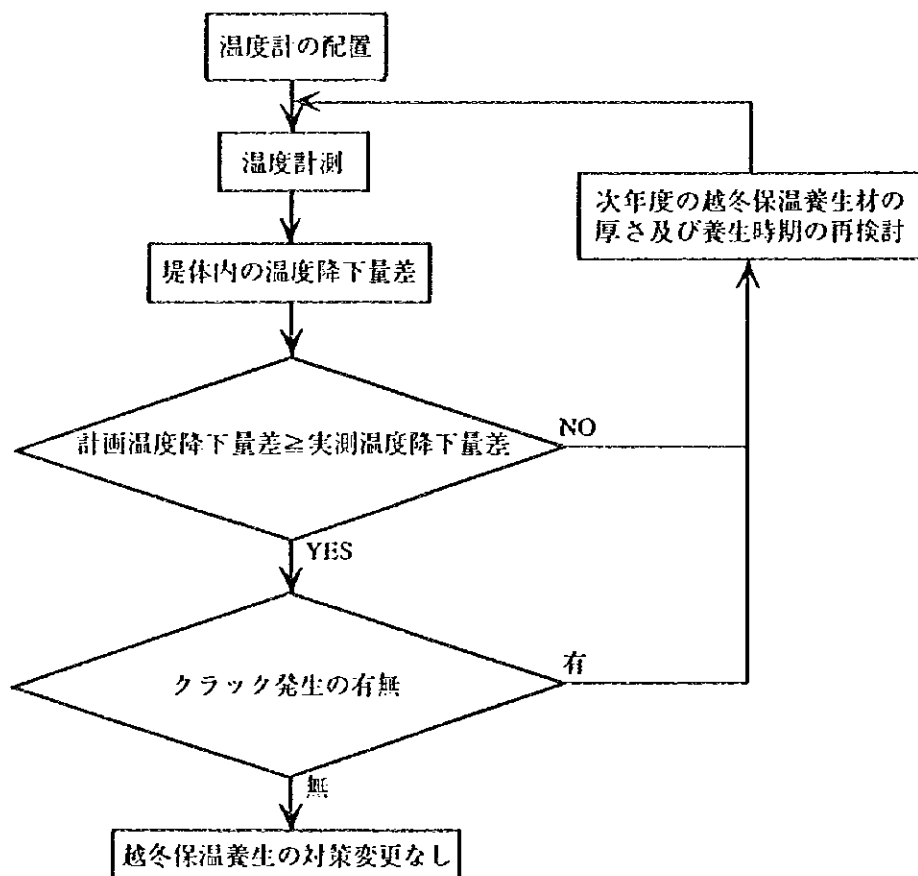 温度計の配置
温度計測
次年度の越冬保温養生材の
厚さ及び養生時期の再検討
堤体内の温度降下量差
計画温度降下量差≧実測温度降下量差
NO
YES
クラック発生の有無
有
無
越冬保温養生の対策変更なし